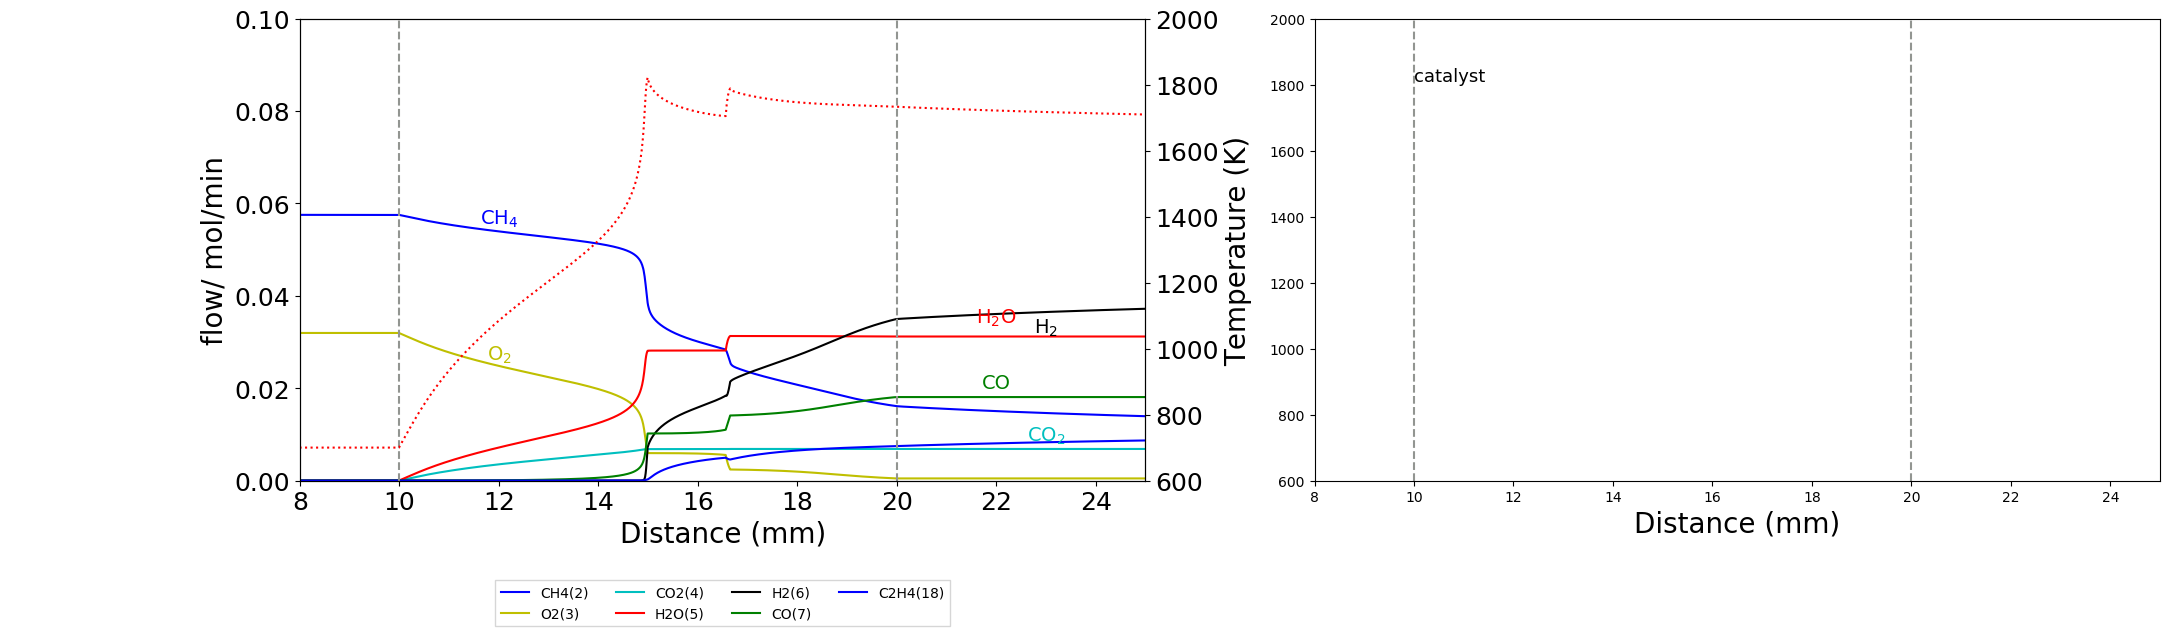 0.10
0.08
0.06
0.04
0.02
0.00
flow/ mol/min
CH₄
O₂
H₂O
H₂
CO
CO₂
8 10 12 14 16 18 20 22 24
Distance (mm)
2000
1800
1600
1400
1200
1000
800
600
Temperature (K)
CH4(2) CO2(4) H2(6) C2H4(18)
O2(3) H2O(5) CO(7)
2000
1800
1600
1400
1200
1000
800
600
catalyst
8 10 12 14 16 18 20 22 24
Distance (mm)